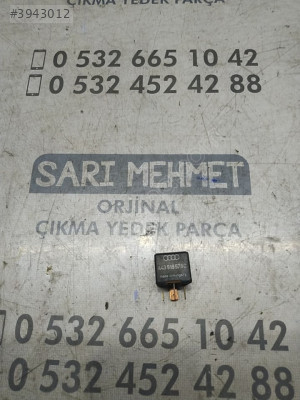 #3943012
ÇIKMA YEDEK PARÇA
0 532 665 10 42
0 532 452 42 88
SARI MEHMET
ORJİNAL
ÇIKMA YEDEK PARÇA
0 532 665 10 42
0 532 452 42 88